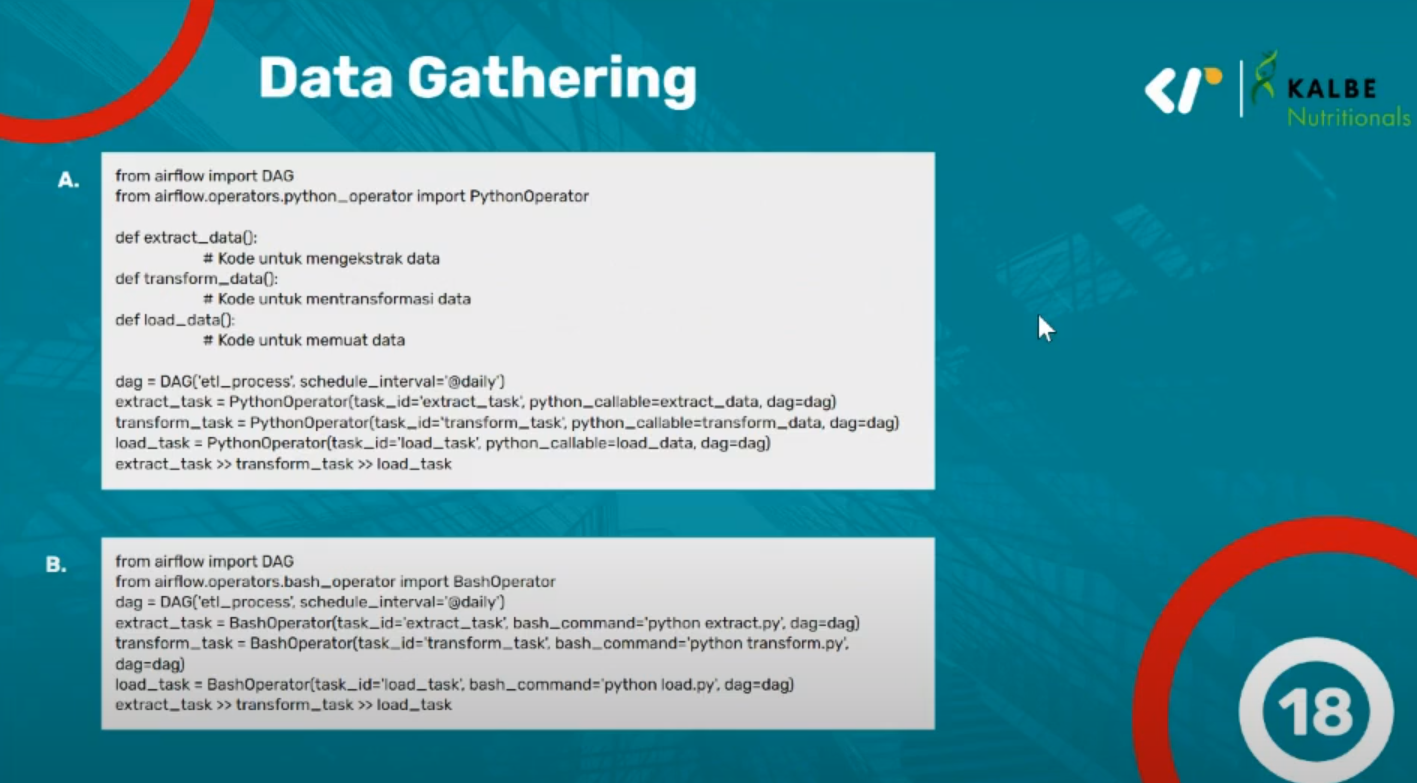 Data Gathering
KALBE
Nutritionals
A.
from airflow import DAG
from airflow.operators.python_operator import PythonOperator
def extract_data():
# Kode untuk mengekstrak data
def transform_data():
# Kode untuk mentransformasi data
def load_data():
# Kode untuk memuat data
dag = DAG('etl_process', schedule_interval='@daily')
extract_task = PythonOperator(task_id='extract_task', python_callable=extract_data, dag=dag)
transform_task = PythonOperator(task_id='transform_task', python_callable=transform_data, dag=dag)
load_task = PythonOperator(task_id='load_task', python_callable=load_data, dag=dag)
extract_task >> transform_task >> load_task
B.
from airflow import DAG
from airflow.operators.bash_operator import BashOperator
dag = DAG('etl_process', schedule_interval='@daily')
extract_task = BashOperator(task_id='extract_task', bash_command='python extract.py', dag=dag)
transform_task = BashOperator(task_id='transform_task', bash_command='python transform.py',
dag=dag)
load_task = BashOperator(task_id='load_task', bash_command='python load.py', dag=dag)
extract_task >> transform_task >> load_task
18